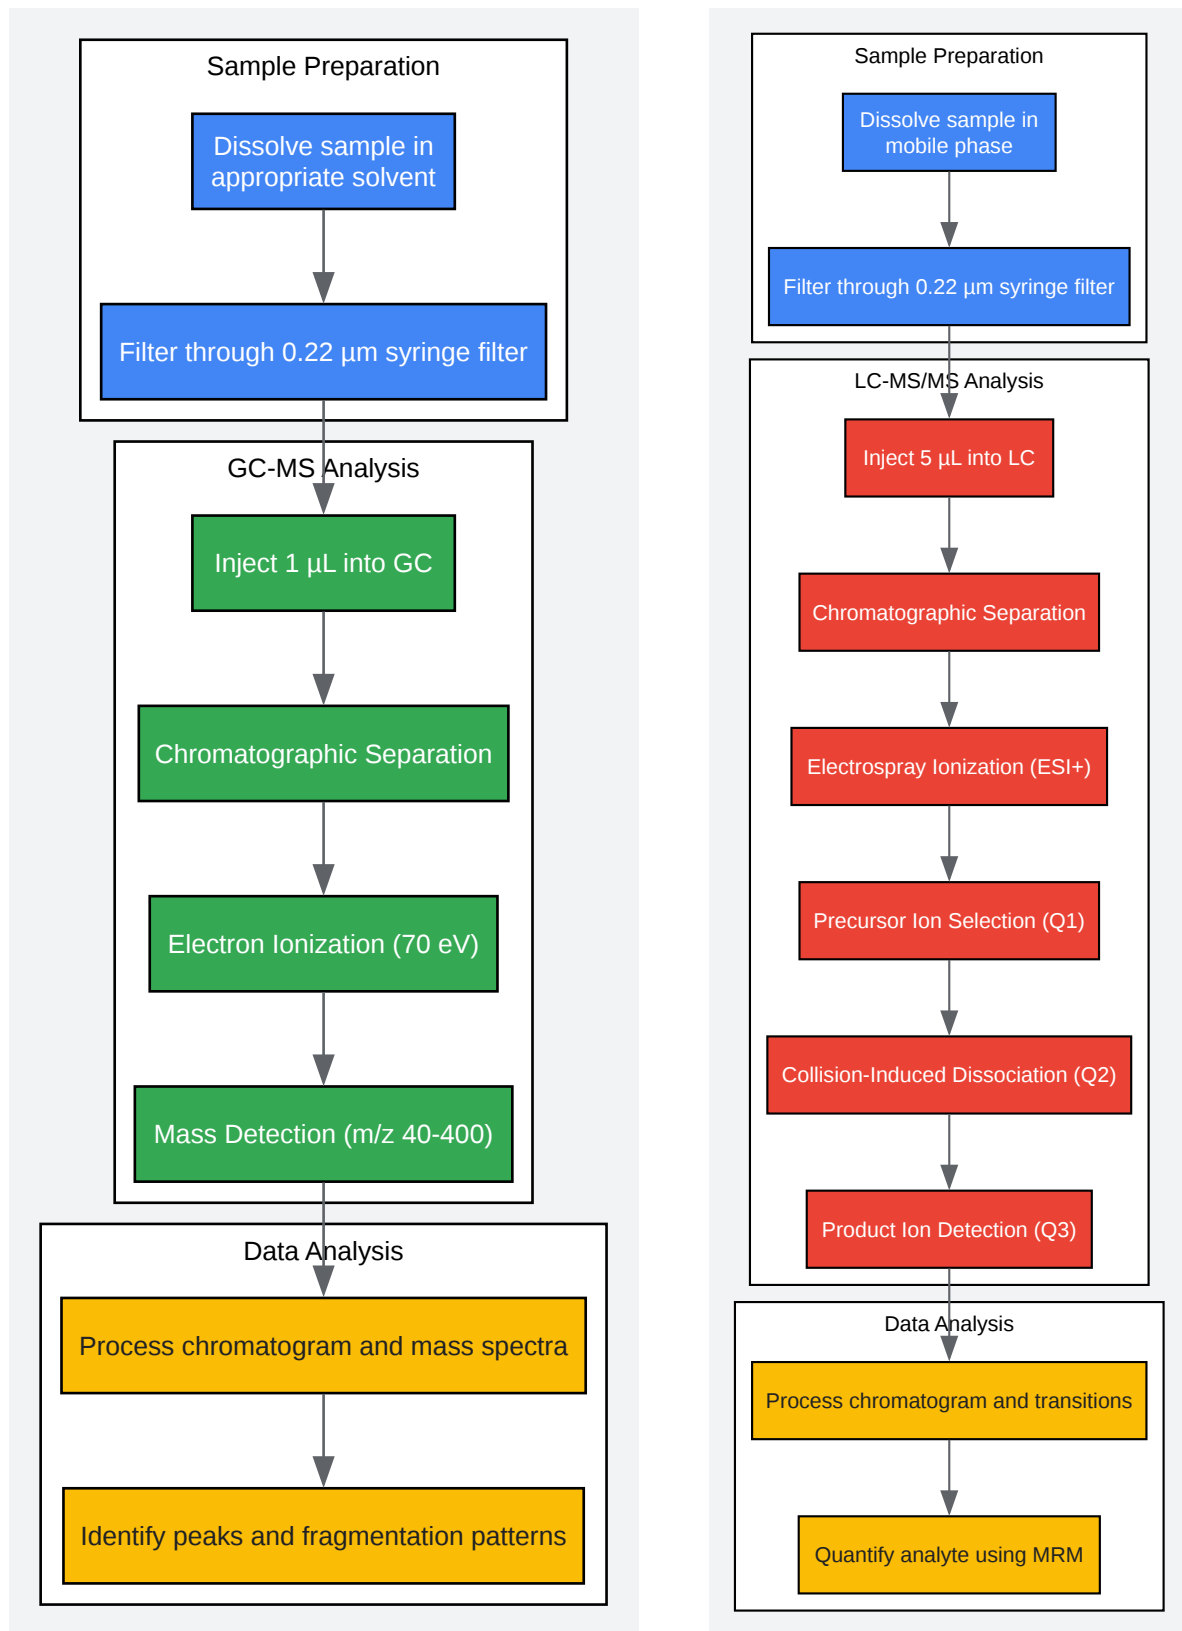 Sample Preparation
Dissolve sample in
appropriate solvent
Filter through 0.22 µm syringe filter
GC-MS Analysis
Inject 1 µL into GC
Chromatographic Separation
Electron Ionization (70 eV)
Mass Detection (m/z 40-400)
Data Analysis
Process chromatogram and mass spectra
Identify peaks and fragmentation patterns
Sample Preparation
Dissolve sample in
mobile phase
Filter through 0.22 µm syringe filter
LC-MS/MS Analysis
Inject 5 µL into LC
Chromatographic Separation
Electrospray Ionization (ESI+)
Precursor Ion Selection (Q1)
Collision-Induced Dissociation (Q2)
Product Ion Detection (Q3)
Data Analysis
Process chromatogram and transitions
Quantify analyte using MRM